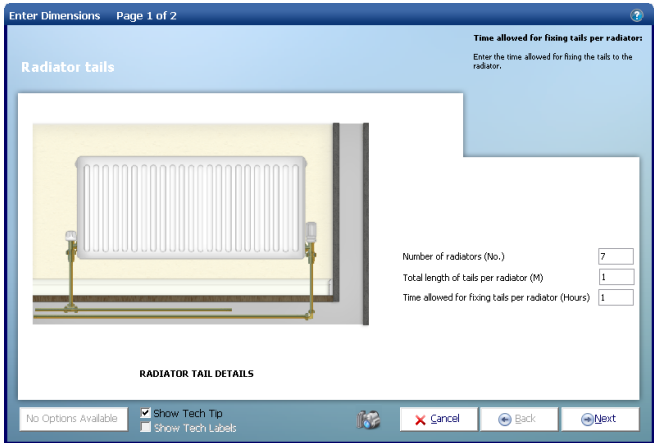 Enter Dimensions Page 1 of 2
?
Time allowed for fixing tails per radiator:
Enter the time allowed for fixing the tails to the
radiator.
Radiator tails
Number of radiators (No.) 7
Total length of tails per radiator (M) 1
Time allowed for fixing tails per radiator (Hours) 1
RADIATOR TAIL DETAILS
No Options Available
Show Tech Tip
Show Tech Labels
Cancel
Back
Next